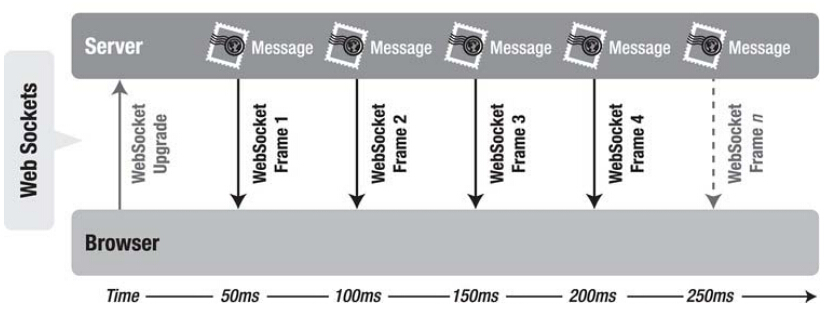 Web Sockets
Server
Message
Message
Message
Message
Message
WebSocket
Upgrade
WebSocket
Frame 1
WebSocket
Frame 2
WebSocket
Frame 3
WebSocket
Frame 4
WebSocket
Frame n
Browser
Time
50ms
100ms
150ms
200ms
250ms